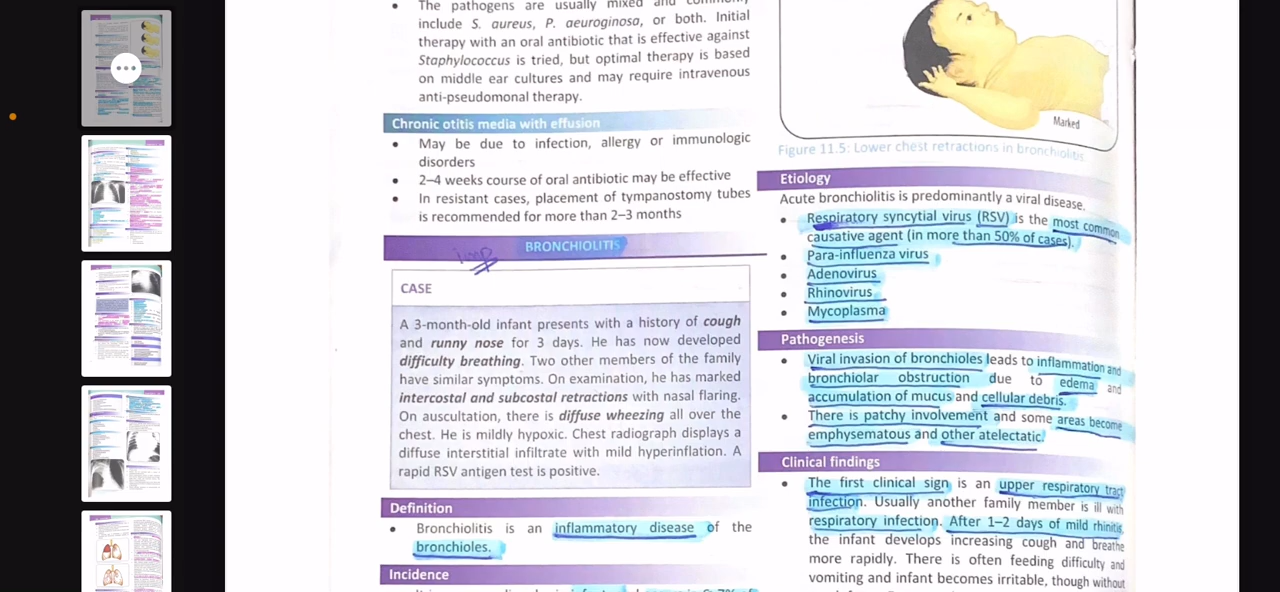 The pathogens are usually mixed and
include S. aureus, P. aeuroginosa, or both. Initial
therapy with an oral antibiotic that is effective against
Staphylococcus is tied, but optimal therapy is based
on middle ear cultures and may require intravenous
anti-pseudomonal therapy.
Chronic otitis media with effusion
May be due to infection, allergy or immunologic
disorders
2–4 weeks course of an antibiotic may be effective
In resistant cases, placement of tympanostomy tubes
is recommended for more than 2–3 months
BRONCHIOLITIS
CASE
A 3-month-old infant presents with a history of cough
and runny nose for 3 days. He has now developed
difficulty breathing. Two other members of the family
have similar symptoms. On examination, he has marked
intercostal and subcostal retractions with nasal flaring.
On auscultation, there is diffuse wheezing all over the
chest. He is mildly hypoxic. Chest radiograph displays a
diffuse interstitial infiltrate with mild hyperinflation. A
rapid RSV antigen test is positive.
Definition
Bronchiolitis is an inflammatory disease of the
bronchioles.
Incidence
Marked
Figure 11.5: Lower chest retractions in bronchiolitis
Etiology
Acute bronchiolitis is predominantly a viral disease.
Respiratory syncytial virus (RSV) is the most common
causative agent (in more than 50% of cases).
Para-influenza virus
Adenovirus
Rhinovirus
Mycoplasma
Pathogenesis
Viral invasion of bronchioles leads to inflammation and
bronchiolar obstruction due to edema and
accumulation of mucus and cellular debris.
There is patchy involvement and some areas become
emphysematous and other atelectatic.
Clinical findings
The first clinical sign is an upper respiratory tract
infection. Usually another family member is ill with
respiratory infection. After 1–2 days of mild rhinitis,
the infant develops increasing cough and breathe
more rapidly. There is often feeding difficulty and
vomiting and infant becomes irritable, though without